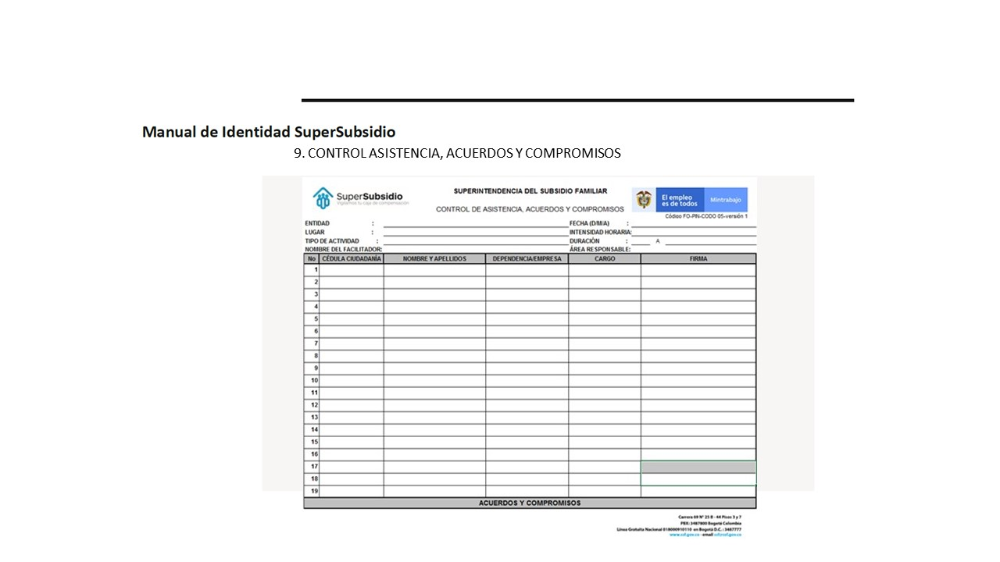 Manual de Identidad SuperSubsidio
9. CONTROL ASISTENCIA, ACUERDOS Y COMPROMISOS
SuperSubsidio
Vigilamos tu caja de compensación
SUPERINTENDENCIA DEL SUBSIDIO FAMILIAR
CONTROL DE ASISTENCIA, ACUERDOS Y COMPROMISOS
El empleo
es de todos
Mintrabajo
Código FO-PIN-CODO 05-versión 1
ENTIDAD : FECHA (D/M/A) :
LUGAR : INTENSIDAD HORARIA:
TIPO DE ACTIVIDAD : DURACIÓN : A
NOMBRE DEL FACILITADOR: ÁREA RESPONSABLE:
No CÉDULA CIUDADANÍA NOMBRE Y APELLIDOS DEPENDENCIA/EMPRESA CARGO FIRMA
1
2
3
4
5
6
7
8
9
10
11
12
13
14
15
16
17
18
19
ACUERDOS Y COMPROMISOS
Carrera 69 N° 25 B - 44 Pisos 3 y 7
PBX: 3487800 Bogotá Colombia
Línea Gratuita Nacional 018000910110 en Bogotá D.C. : 3487777
www.ssf.gov.co - email: ssf@ssf.gov.co